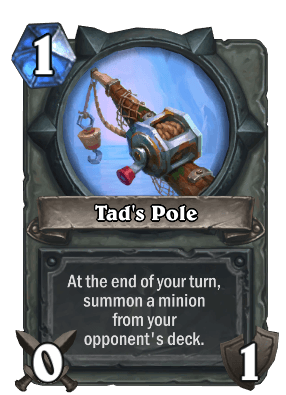 1
Tad's Pole
At the end of your turn,
summon a minion
from your
opponent's deck.
0
1